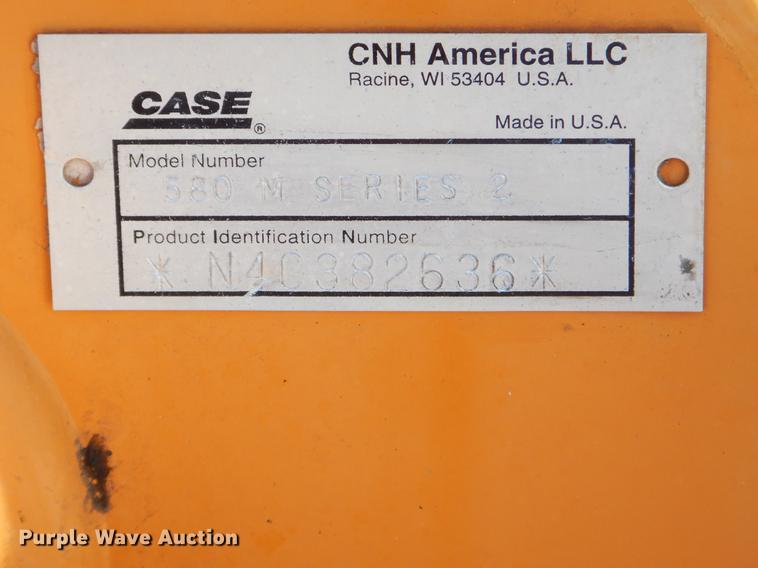 CNH America LLC
Racine, WI 53404 U.S.A.
CASE®
Made in U.S.A.
Model Number
580 M SERIES 2
Product Identification Number
* N4C382636*
Purple Wave Auction